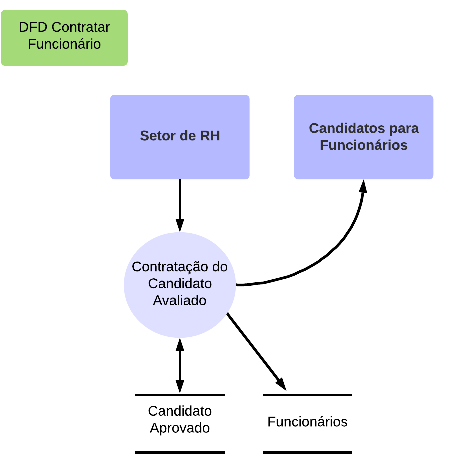 DFD Contratar
Funcionário
Setor de RH
Candidatos para
Funcionários
Contratação do
Candidato
Avaliado
Candidato
Aprovado
Funcionários